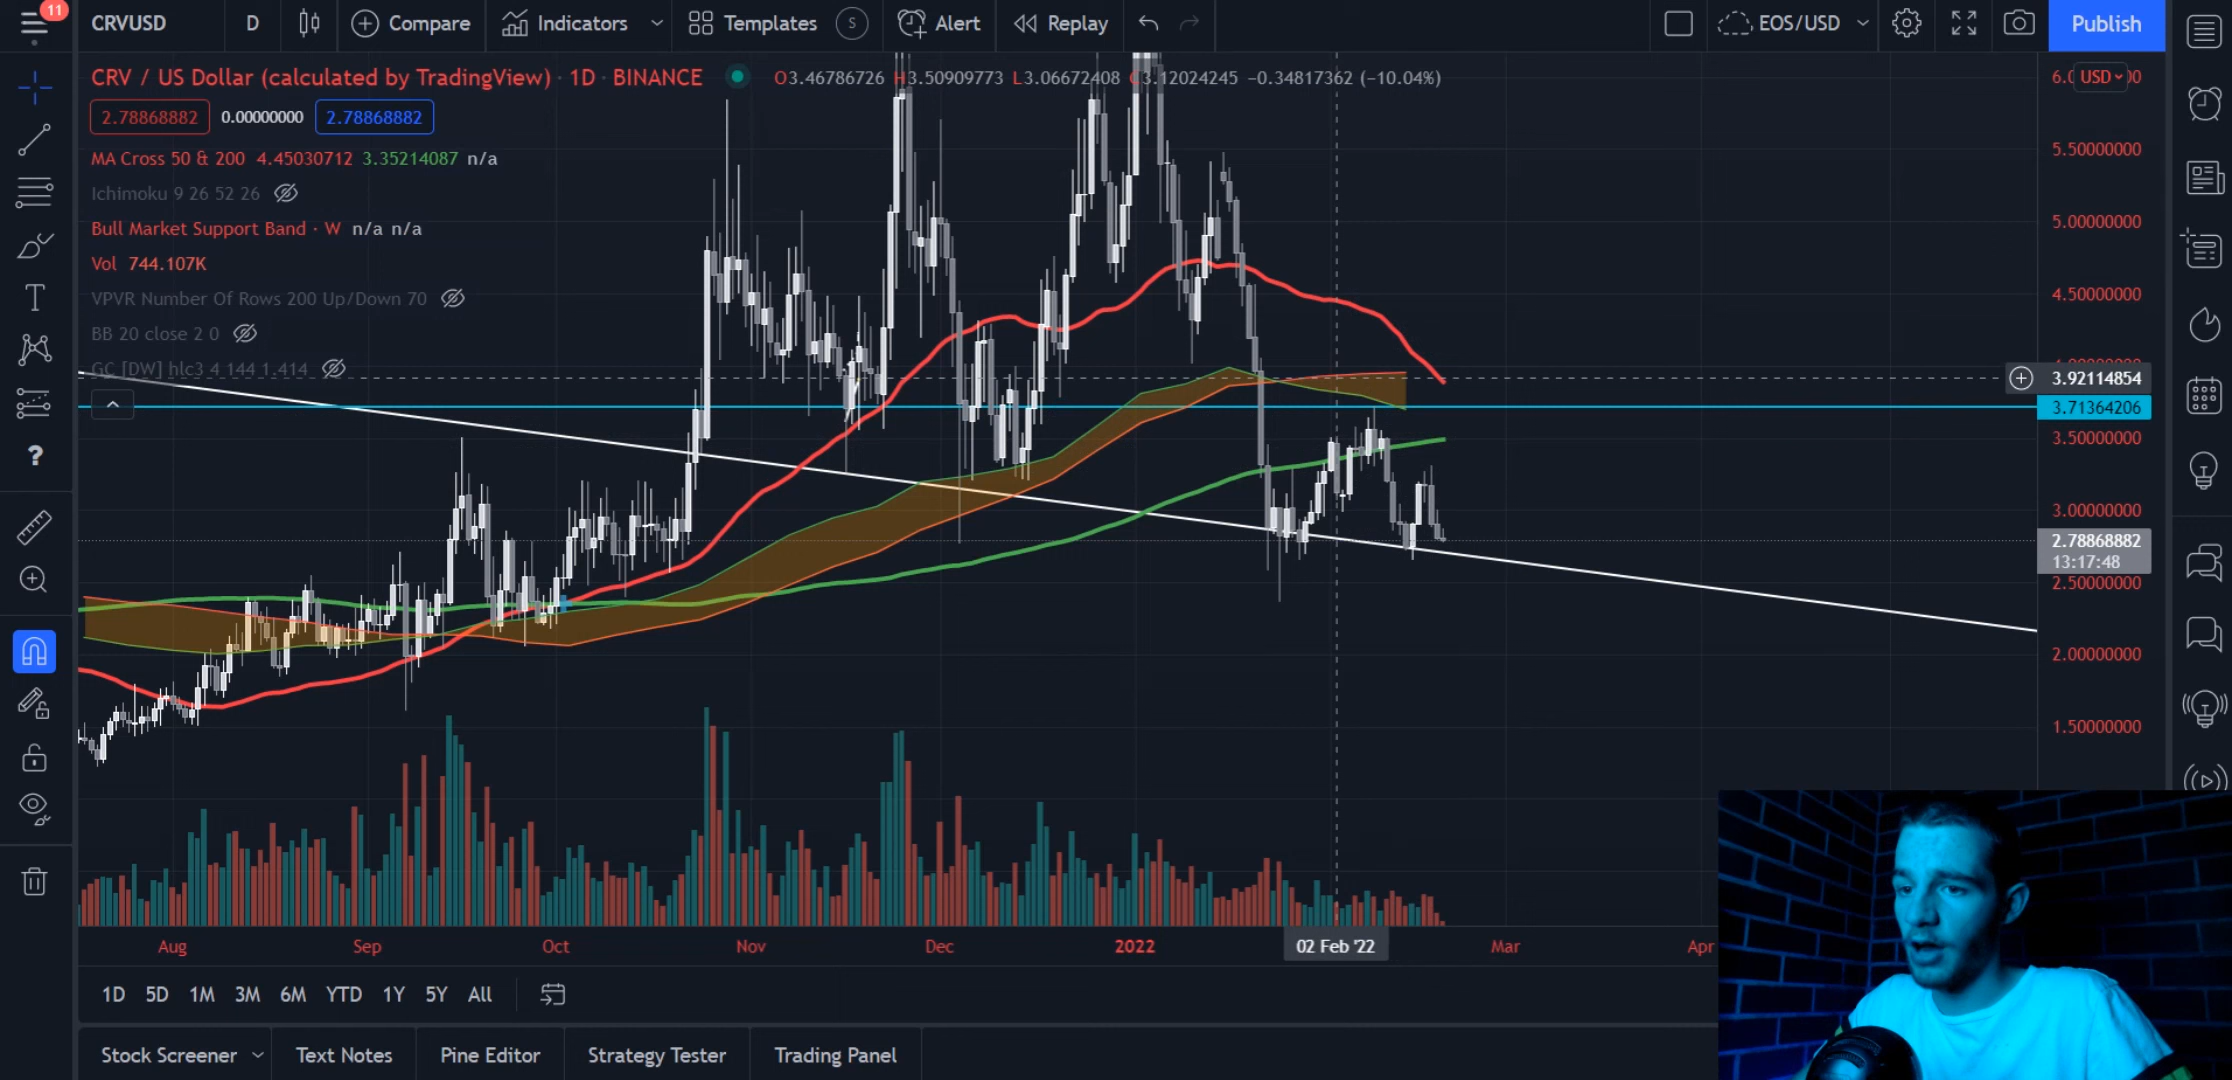 11
CRVUSD D Compare Indicators Templates S Alert Replay EOS/USD Publish
CRV / US Dollar (calculated by TradingView) · 1D · BINANCE O3.46786726 H3.50909773 L3.06672408 C3.12024245 −0.34817362 (−10.04%)
USD
2.78868882 0.00000000 2.78868882
MA Cross 50 & 200 4.45030712 3.35214087 n/a
Ichimoku 9 26 52 26
Bull Market Support Band · W n/a n/a
Vol 744.107K
VPVR Number Of Rows 200 Up/Down 70
BB 20 close 2 0
GC [DW] hlc3 4 144 1.414
5.50000000
5.00000000
4.50000000
3.92114854
3.71364206
3.50000000
3.00000000
2.78868882
13:17:48
2.50000000
2.00000000
1.50000000
Aug Sep Oct Nov Dec 2022 02 Feb '22 Mar Apr
1D 5D 1M 3M 6M YTD 1Y 5Y All
Stock Screener Text Notes Pine Editor Strategy Tester Trading Panel